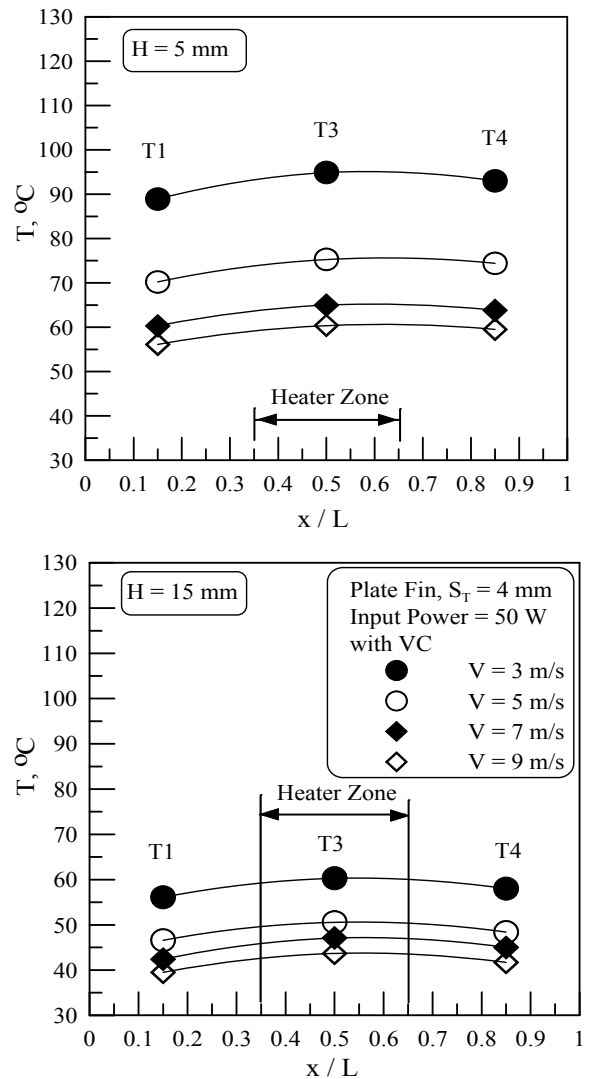 H = 5 mm
130
120
110
100
90
80
70
60
50
40
30
T, °C
T1
T3
T4
Heater Zone
0 0.1 0.2 0.3 0.4 0.5 0.6 0.7 0.8 0.9 1
x / L
H = 15 mm
130
120
110
100
90
80
70
60
50
40
30
T, °C
Plate Fin, S_T = 4 mm
Input Power = 50 W
with VC
V = 3 m/s
V = 5 m/s
V = 7 m/s
V = 9 m/s
Heater Zone
T1
T3
T4
0 0.1 0.2 0.3 0.4 0.5 0.6 0.7 0.8 0.9 1
x / L